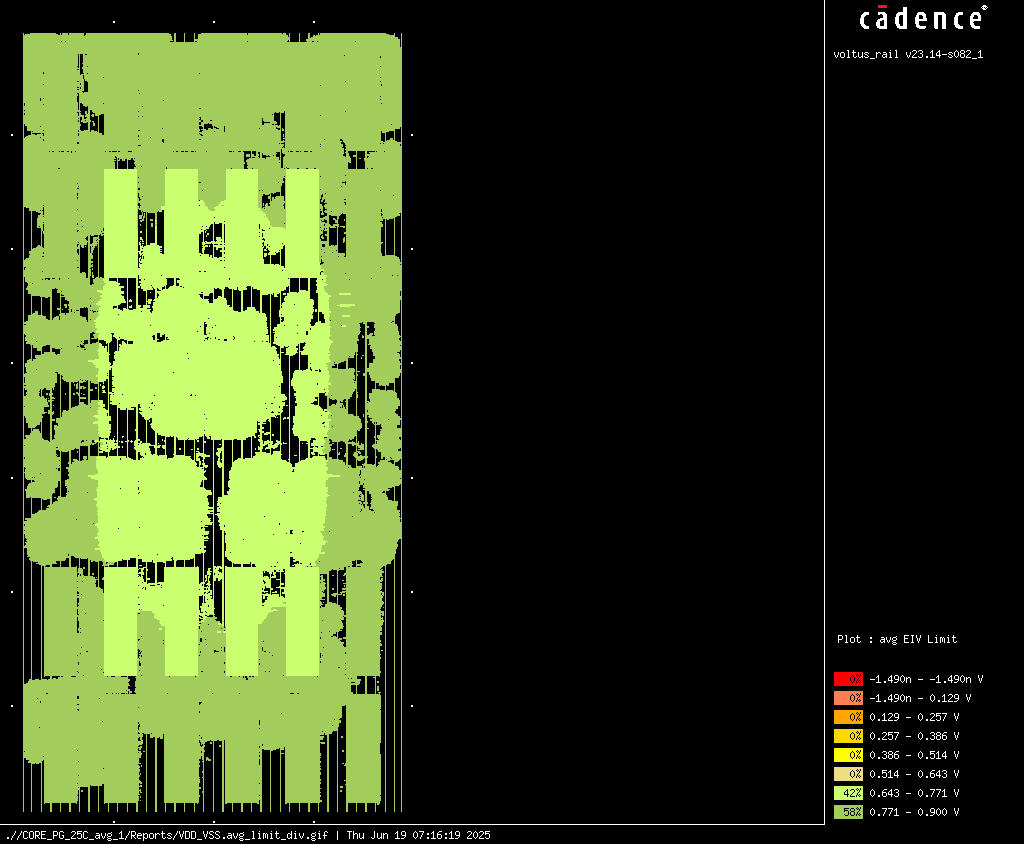 cādence®
voltus_rail v23.14-s082_1
Plot : avg EIV Limit
0% -1.490n - -1.490n V
0% -1.490n - 0.129 V
0% 0.129 - 0.257 V
0% 0.257 - 0.386 V
0% 0.386 - 0.514 V
0% 0.514 - 0.643 V
42% 0.643 - 0.771 V
58% 0.771 - 0.900 V
.//CORE_PG_25C_avg_1/Reports/VDD_VSS.avg_limit_div.gif | Thu Jun 19 07:16:19 2025